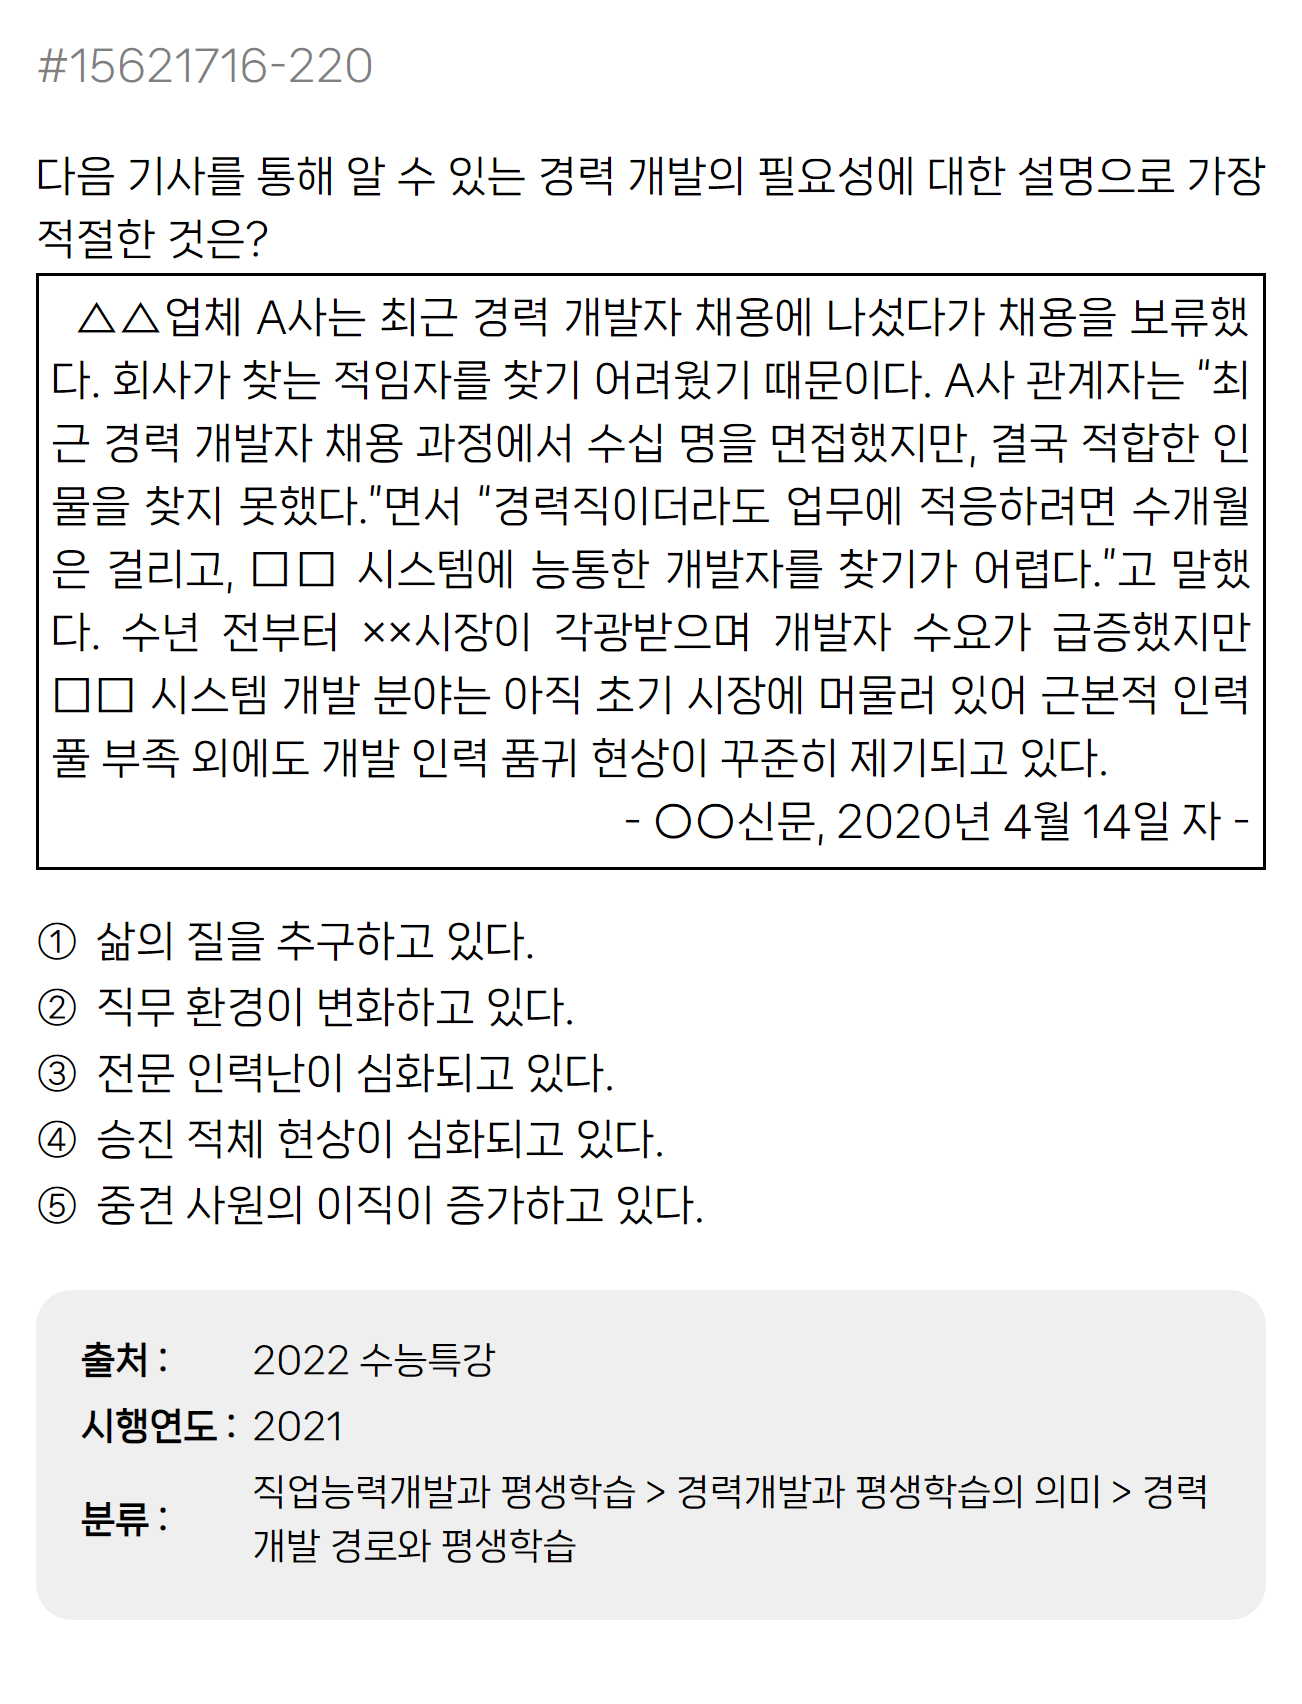 #15621716-220
다음 기사를 통해 알 수 있는 경력 개발의 필요성에 대한 설명으로 가장
적절한 것은?
△△업체 A사는 최근 경력 개발자 채용에 나섰다가 채용을 보류했
다. 회사가 찾는 적임자를 찾기 어려웠기 때문이다. A사 관계자는 "최
근 경력 개발자 채용 과정에서 수십 명을 면접했지만, 결국 적합한 인
물을 찾지 못했다."면서 "경력직이더라도 업무에 적응하려면 수개월
은 걸리고, □□ 시스템에 능통한 개발자를 찾기가 어렵다."고 말했
다. 수년 전부터 ××시장이 각광받으며 개발자 수요가 급증했지만
□□ 시스템 개발 분야는 아직 초기 시장에 머물러 있어 근본적 인력
풀 부족 외에도 개발 인력 품귀 현상이 꾸준히 제기되고 있다.
- ○○신문, 2020년 4월 14일 자 -
① 삶의 질을 추구하고 있다.
② 직무 환경이 변화하고 있다.
③ 전문 인력난이 심화되고 있다.
④ 승진 적체 현상이 심화되고 있다.
⑤ 중견 사원의 이직이 증가하고 있다.
출처 : 2022 수능특강
시행연도 : 2021
분류 : 직업능력개발과 평생학습 > 경력개발과 평생학습의 의미 > 경력
개발 경로와 평생학습